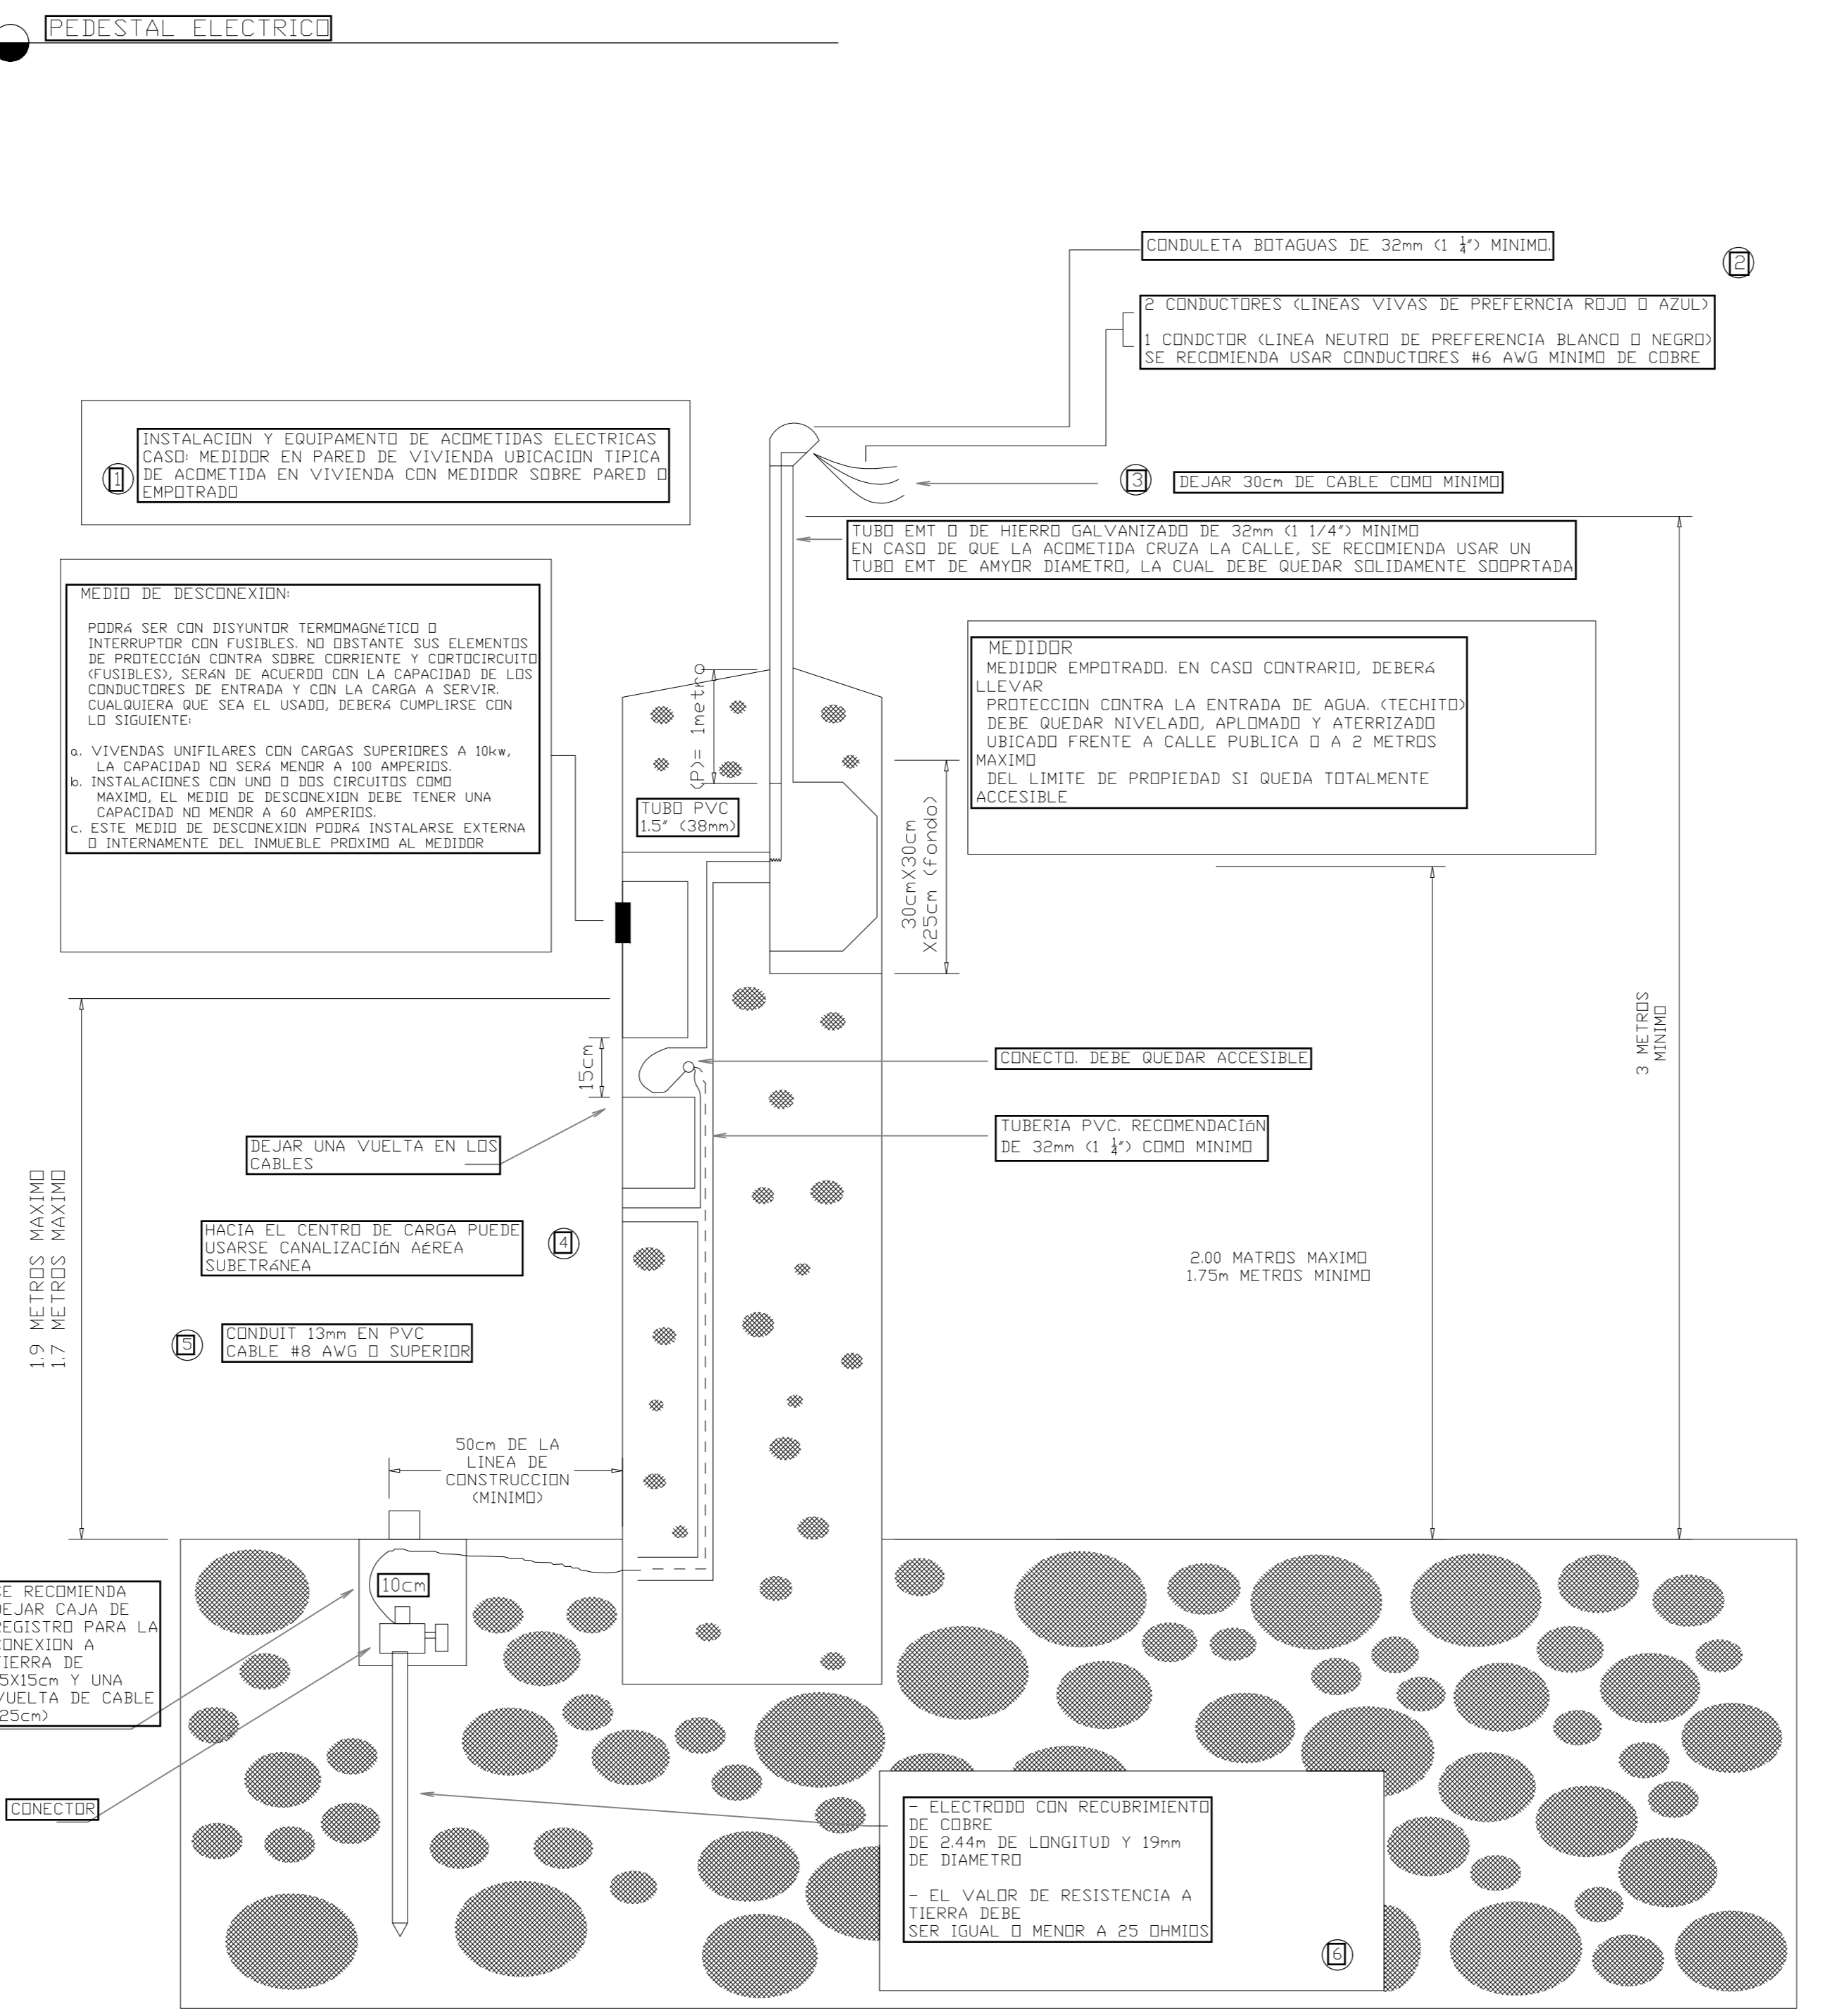 PEDESTAL ELECTRICO
CONDULETA BOTAGUAS DE 32mm (1 1/4") MINIMO.
2
2 CONDUCTORES (LINEAS VIVAS DE PREFERNCIA ROJO O AZUL)
1 CONDCTOR (LINEA NEUTRO DE PREFERENCIA BLANCO O NEGRO)
SE RECOMIENDA USAR CONDUCTORES #6 AWG MINIMO DE COBRE
INSTALACION Y EQUIPAMENTO DE ACOMETIDAS ELECTRICAS
CASO: MEDIDOR EN PARED DE VIVIENDA UBICACION TIPICA
DE ACOMETIDA EN VIVIENDA CON MEDIDOR SOBRE PARED O
EMPOTRADO
1
3
DEJAR 30cm DE CABLE COMO MINIMO
TUBO EMT O DE HIERRO GALVANIZADO DE 32mm (1 1/4") MINIMO
EN CASO DE QUE LA ACOMETIDA CRUZA LA CALLE, SE RECOMIENDA USAR UN
TUBO EMT DE AMYOR DIAMETRO, LA CUAL DEBE QUEDAR SOLIDAMENTE SOOPRTADA
MEDIO DE DESCONEXION:
PODRá SER CON DISYUNTOR TERMOMAGNéTICO O
INTERRUPTOR CON FUSIBLES. NO OBSTANTE SUS ELEMENTOS
DE PROTECCIóN CONTRA SOBRE CORRIENTE Y CORTOCIRCUITO
(FUSIBLES), SERáN DE ACUERDO CON LA CAPACIDAD DE LOS
CONDUCTORES DE ENTRADA Y CON LA CARGA A SERVIR.
CUALQUIERA QUE SEA EL USADO, DEBERá CUMPLIRSE CON
LO SIGUIENTE:
a. VIVENDAS UNIFILARES CON CARGAS SUPERIORES A 10kw,
LA CAPACIDAD NO SERá MENOR A 100 AMPERIOS.
b. INSTALACIONES CON UNO O DOS CIRCUITOS COMO
MAXIMO, EL MEDIO DE DESCONEXION DEBE TENER UNA
CAPACIDAD NO MENOR A 60 AMPERIOS.
c. ESTE MEDIO DE DESCONEXION PODRá INSTALARSE EXTERNA
O INTERNAMENTE DEL INMUEBLE PROXIMO AL MEDIDOR
MEDIDOR
MEDIDOR EMPOTRADO. EN CASO CONTRARIO, DEBERá
LLEVAR
PROTECCION CONTRA LA ENTRADA DE AGUA. (TECHITO)
DEBE QUEDAR NIVELADO, APLOMADO Y ATERRIZADO
UBICADO FRENTE A CALLE PUBLICA O A 2 METROS
MAXIMO
DEL LIMITE DE PROPIEDAD SI QUEDA TOTALMENTE
ACCESIBLE
(P)= 1metro
TUBO PVC
1.5" (38mm)
30cmX30cm
X25cm (fondo)
3 METROS
MINIMO
15cm
CONECTO. DEBE QUEDAR ACCESIBLE
TUBERIA PVC. RECOMENDACIóN
DE 32mm (1 1/4") COMO MINIMO
DEJAR UNA VUELTA EN LOS
CABLES
1.9 METROS MAXIMO
1.7 METROS MAXIMO
HACIA EL CENTRO DE CARGA PUEDE
USARSE CANALIZACIóN AéREA
SUBETRáNEA
4
2.00 MATROS MAXIMO
1.75m METROS MINIMO
5
CONDUIT 13mm EN PVC
CABLE #8 AWG O SUPERIOR
50cm DE LA
LINEA DE
CONSTRUCCION
(MINIMO)
10cm
RECOMIENDA
DEJAR CAJA DE
REGISTRO PARA LA
CONEXION A
TIERRA DE
5X15cm Y UNA
VUELTA DE CABLE
25cm)
CONECTOR
- ELECTRODO CON RECUBRIMIENTO
DE COBRE
DE 2.44m DE LONGITUD Y 19mm
DE DIAMETRO
- EL VALOR DE RESISTENCIA A
TIERRA DEBE
SER IGUAL O MENOR A 25 OHMIOS
6